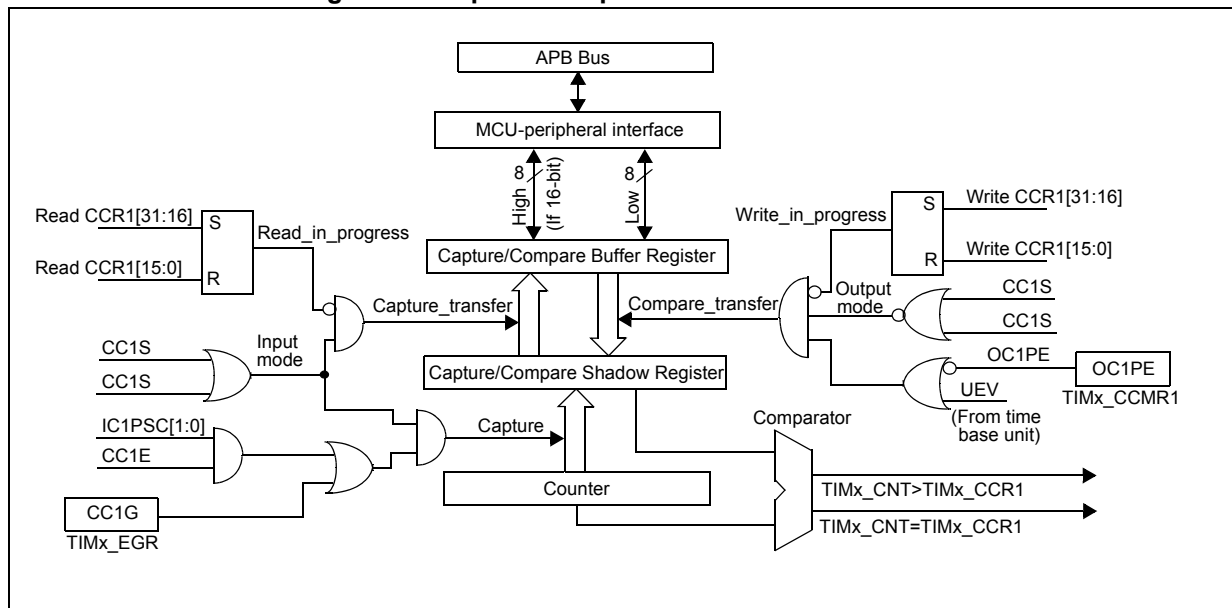 APB Bus
MCU-peripheral interface
High
(If 16-bit)
8
8
Low
Read CCR1[31:16]
S
Read_in_progress
Read CCR1[15:0]
R
Write_in_progress
S
Write CCR1[31:16]
R
Write CCR1[15:0]
Capture/Compare Buffer Register
Capture_transfer
Compare_transfer
Output
mode
CC1S
CC1S
CC1S
CC1S
Input
mode
Capture/Compare Shadow Register
OC1PE
OC1PE
UEV
TIMx_CCMR1
(From time
base unit)
IC1PSC[1:0]
CC1E
Capture
Comparator
Counter
CC1G
TIMx_EGR
TIMx_CNT>TIMx_CCR1
TIMx_CNT=TIMx_CCR1